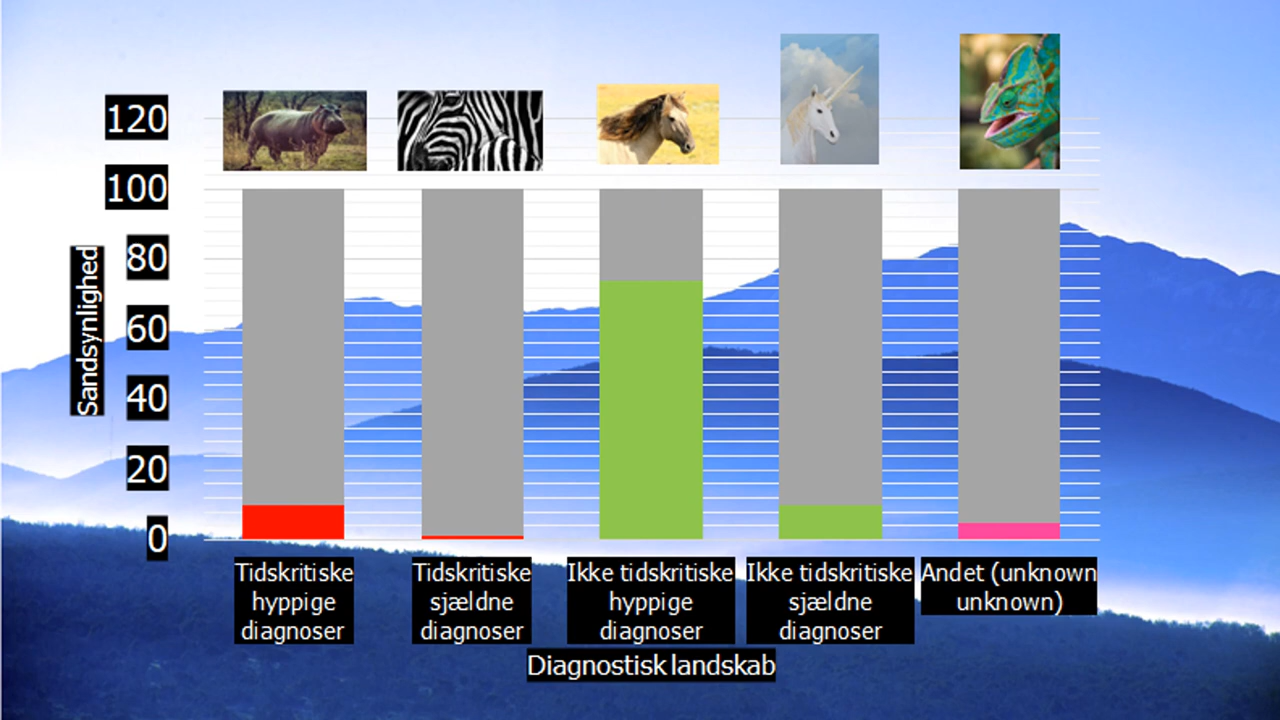 120
100
80
60
40
20
0
Sandsynlighed
Tidskritiske
hyppige
diagnoser
Tidskritiske
sjældne
diagnoser
Ikke tidskritiske
hyppige
diagnoser
Ikke tidskritiske
sjældne
diagnoser
Andet (unknown
unknown)
Diagnostisk landskab